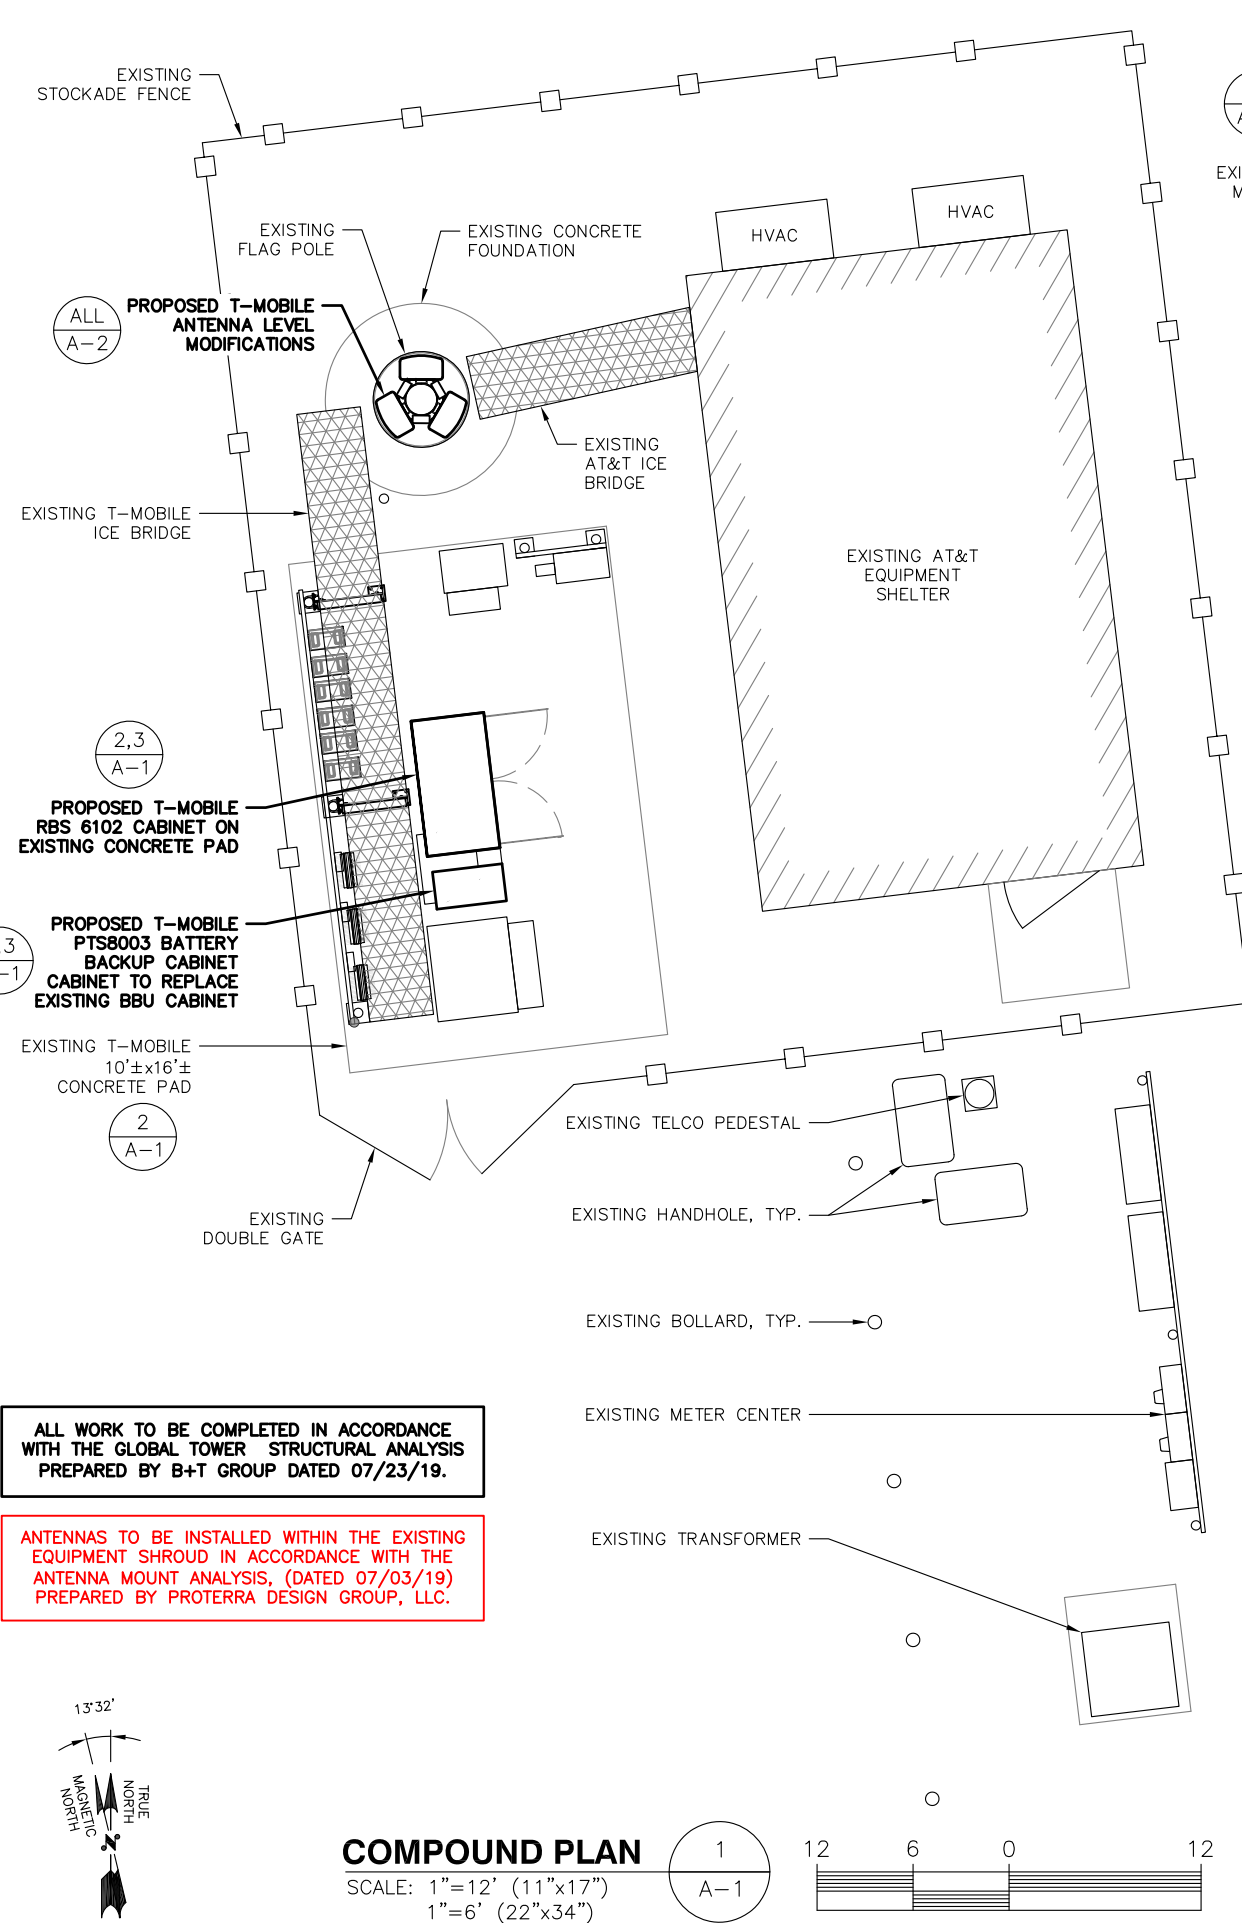 EXISTING
STOCKADE FENCE
EXI
M
A
HVAC
HVAC
EXISTING
FLAG POLE
EXISTING CONCRETE
FOUNDATION
ALL
A-2
PROPOSED T-MOBILE
ANTENNA LEVEL
MODIFICATIONS
EXISTING
AT&T ICE
BRIDGE
EXISTING T-MOBILE
ICE BRIDGE
EXISTING AT&T
EQUIPMENT
SHELTER
2,3
A-1
PROPOSED T-MOBILE
RBS 6102 CABINET ON
EXISTING CONCRETE PAD
3
-1
PROPOSED T-MOBILE
PTS8003 BATTERY
BACKUP CABINET
CABINET TO REPLACE
EXISTING BBU CABINET
EXISTING T-MOBILE
10'±x16'±
CONCRETE PAD
2
A-1
EXISTING
DOUBLE GATE
EXISTING TELCO PEDESTAL
EXISTING HANDHOLE, TYP.
EXISTING BOLLARD, TYP.
EXISTING METER CENTER
EXISTING TRANSFORMER
ALL WORK TO BE COMPLETED IN ACCORDANCE
WITH THE GLOBAL TOWER STRUCTURAL ANALYSIS
PREPARED BY B+T GROUP DATED 07/23/19.
ANTENNAS TO BE INSTALLED WITHIN THE EXISTING
EQUIPMENT SHROUD IN ACCORDANCE WITH THE
ANTENNA MOUNT ANALYSIS, (DATED 07/03/19)
PREPARED BY PROTERRA DESIGN GROUP, LLC.
13°32'
TRUE
NORTH
MAGNETIC
NORTH
N
COMPOUND PLAN
SCALE: 1"=12' (11"x17")
1"=6' (22"x34")
1
A-1
12 6 0 12